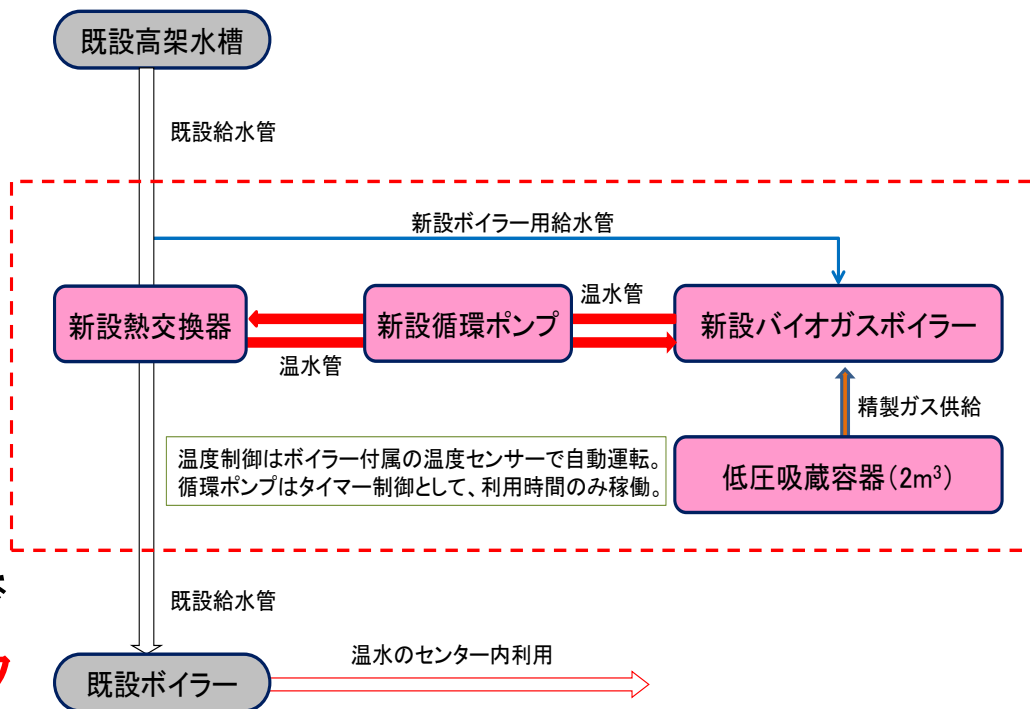 既設高架水槽
既設給水管
新設ボイラー用給水管
新設熱交換器
新設循環ポンプ
温水管
新設バイオガスボイラー
温水管
精製ガス供給
温度制御はボイラー付属の温度センサーで自動運転。
循環ポンプはタイマー制御として、利用時間のみ稼働。
低圧吸蔵容器(2m³)
既設給水管
既設ボイラー
温水のセンター内利用